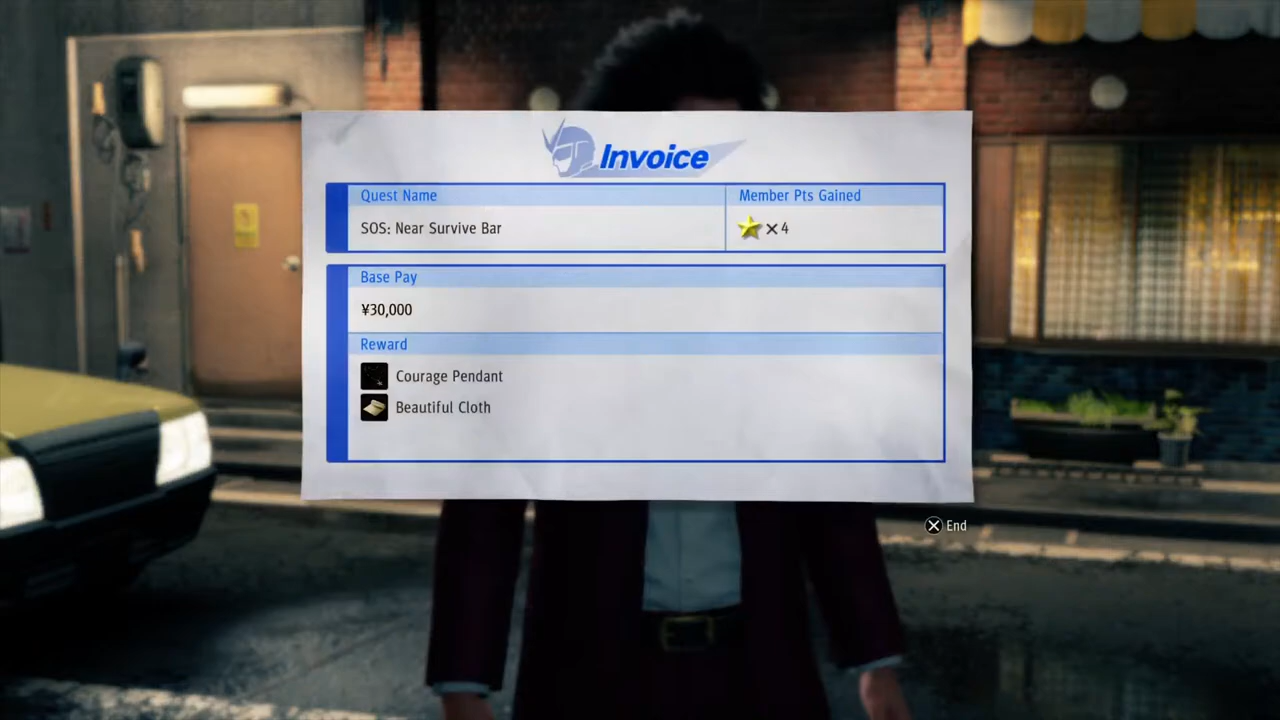 Invoice
Quest Name
Member Pts Gained
SOS: Near Survive Bar
×4
Base Pay
¥30,000
Reward
Courage Pendant
Beautiful Cloth
End